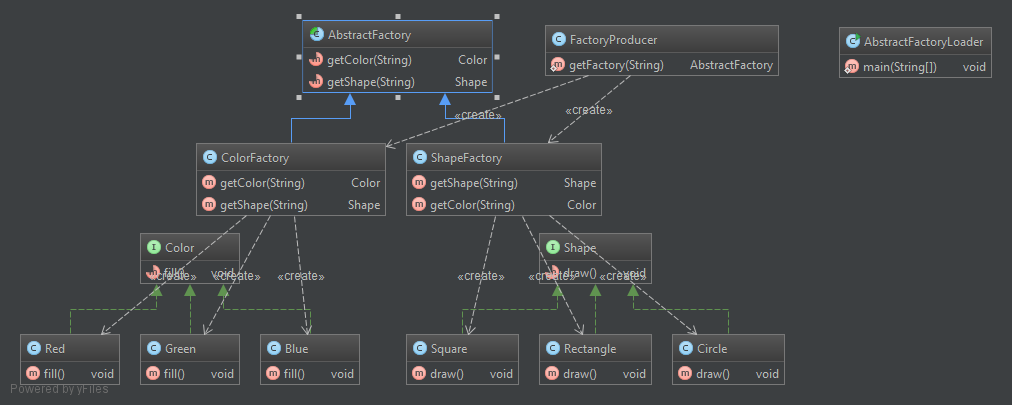 AbstractFactory
getColor(String) Color
getShape(String) Shape
FactoryProducer
getFactory(String) AbstractFactory
AbstractFactoryLoader
main(String[]) void
«create»
«create»
ColorFactory
getColor(String) Color
getShape(String) Shape
ShapeFactory
getShape(String) Shape
getColor(String) Color
Color
fill() void
«create»
«create»
«create»
Shape
draw() void
«create»
«create»
«create»
Red
fill() void
Green
fill() void
Blue
fill() void
Square
draw() void
Rectangle
draw() void
Circle
draw() void
Powered by yFiles